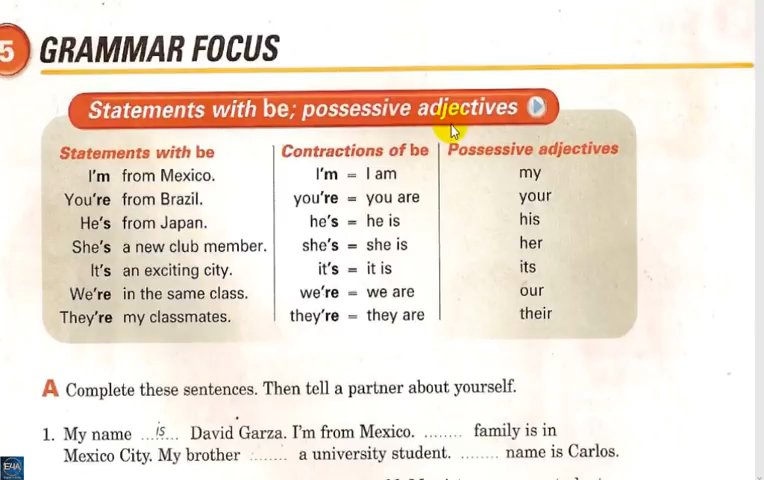 5 GRAMMAR FOCUS
Statements with be; possessive adjectives
Statements with be Contractions of be Possessive adjectives
I'm from Mexico. I'm = I am my
You're from Brazil. you're = you are your
He's from Japan. he's = he is his
She's a new club member. she's = she is her
It's an exciting city. it's = it is its
We're in the same class. we're = we are our
They're my classmates. they're = they are their
A Complete these sentences. Then tell a partner about yourself.
1. My name ...is... David Garza. I'm from Mexico. ........ family is in
Mexico City. My brother ........ a university student. ........ name is Carlos.
E4A